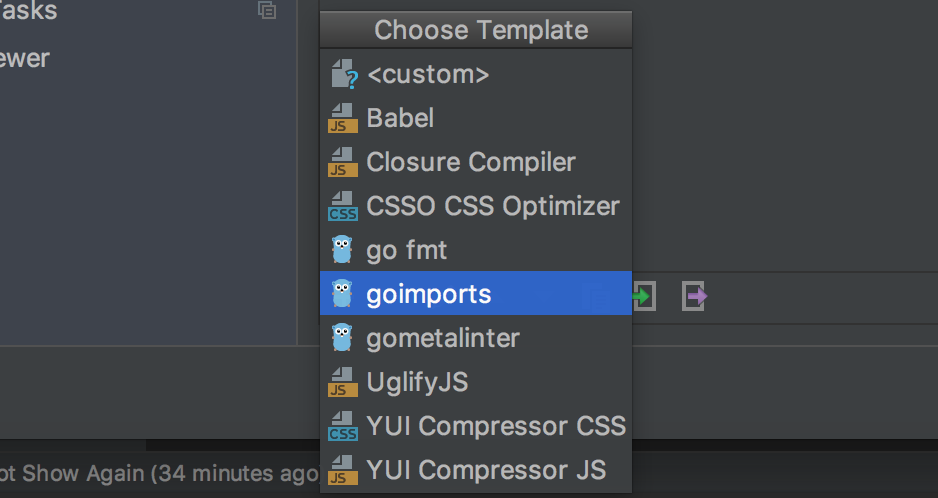 Tasks
Choose Template
<custom>
ewer
JS Babel
JS Closure Compiler
CSS CSSO CSS Optimizer
go fmt
goimports
gometalinter
JS UglifyJS
CSS YUI Compressor CSS
ot Show Again (34 minutes ago)
JS YUI Compressor JS